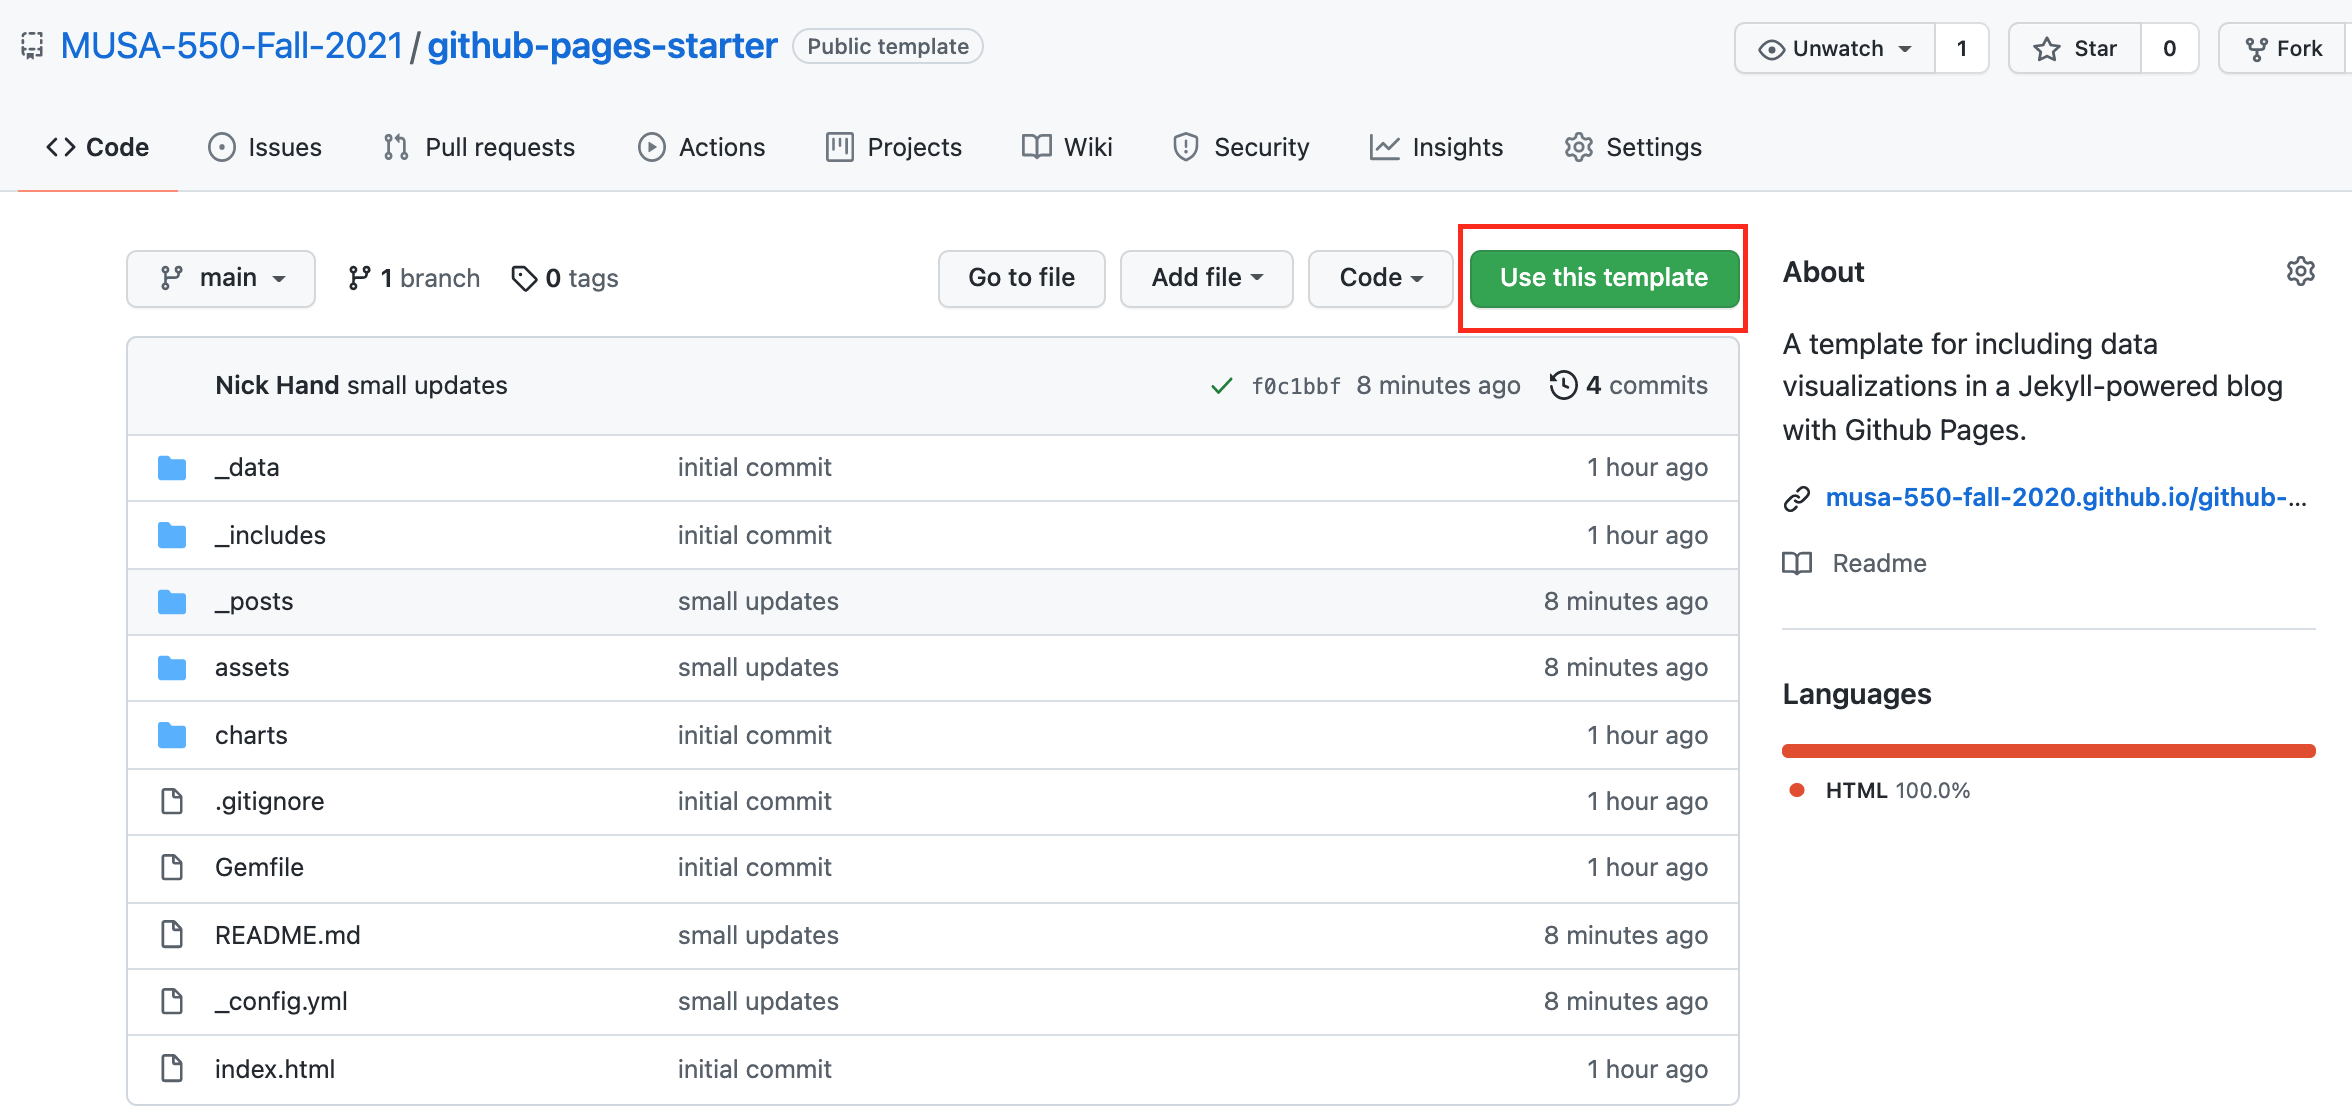 MUSA-550-Fall-2021 / github-pages-starter Public template Unwatch 1 Star 0 Fork
Code Issues Pull requests Actions Projects Wiki Security Insights Settings
main 1 branch 0 tags Go to file Add file Code Use this template
Nick Hand small updates f0c1bbf 8 minutes ago 4 commits
_data initial commit 1 hour ago
_includes initial commit 1 hour ago
_posts small updates 8 minutes ago
assets small updates 8 minutes ago
charts initial commit 1 hour ago
.gitignore initial commit 1 hour ago
Gemfile initial commit 1 hour ago
README.md small updates 8 minutes ago
_config.yml small updates 8 minutes ago
index.html initial commit 1 hour ago
About
A template for including data
visualizations in a Jekyll-powered blog
with Github Pages.
musa-550-fall-2020.github.io/github-...
Readme
Languages
HTML 100.0%